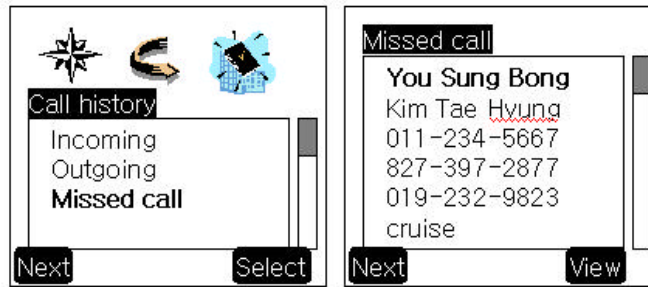 Call history
Incoming
Outgoing
Missed call
Next
Select
Missed call
You Sung Bong
Kim Tae Hyung
011-234-5667
827-397-2877
019-232-9823
cruise
Next
View